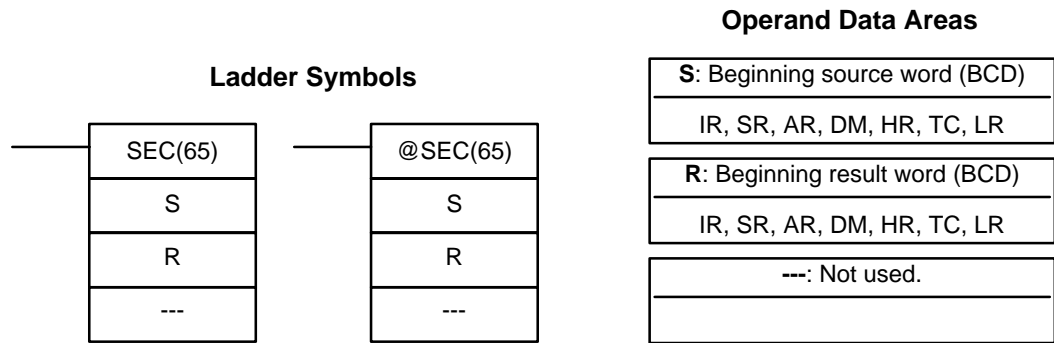 Ladder Symbols
SEC(65)
S
R
---
@SEC(65)
S
R
---
Operand Data Areas
S: Beginning source word (BCD)
IR, SR, AR, DM, HR, TC, LR
R: Beginning result word (BCD)
IR, SR, AR, DM, HR, TC, LR
---: Not used.